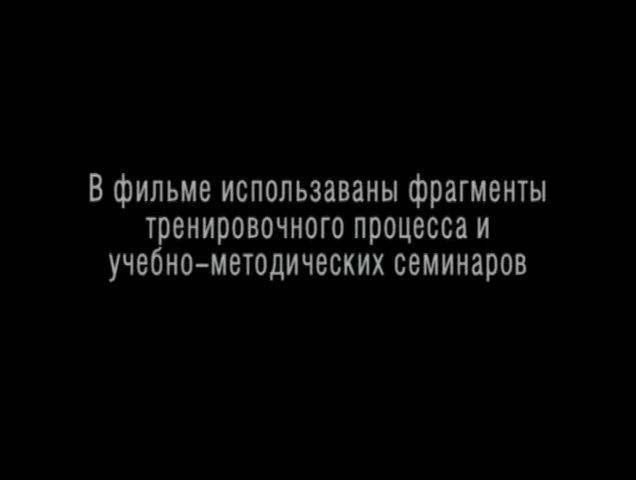 В фильме использаваны фрагменты
тренировочного процесса и
учебно-методических семинаров